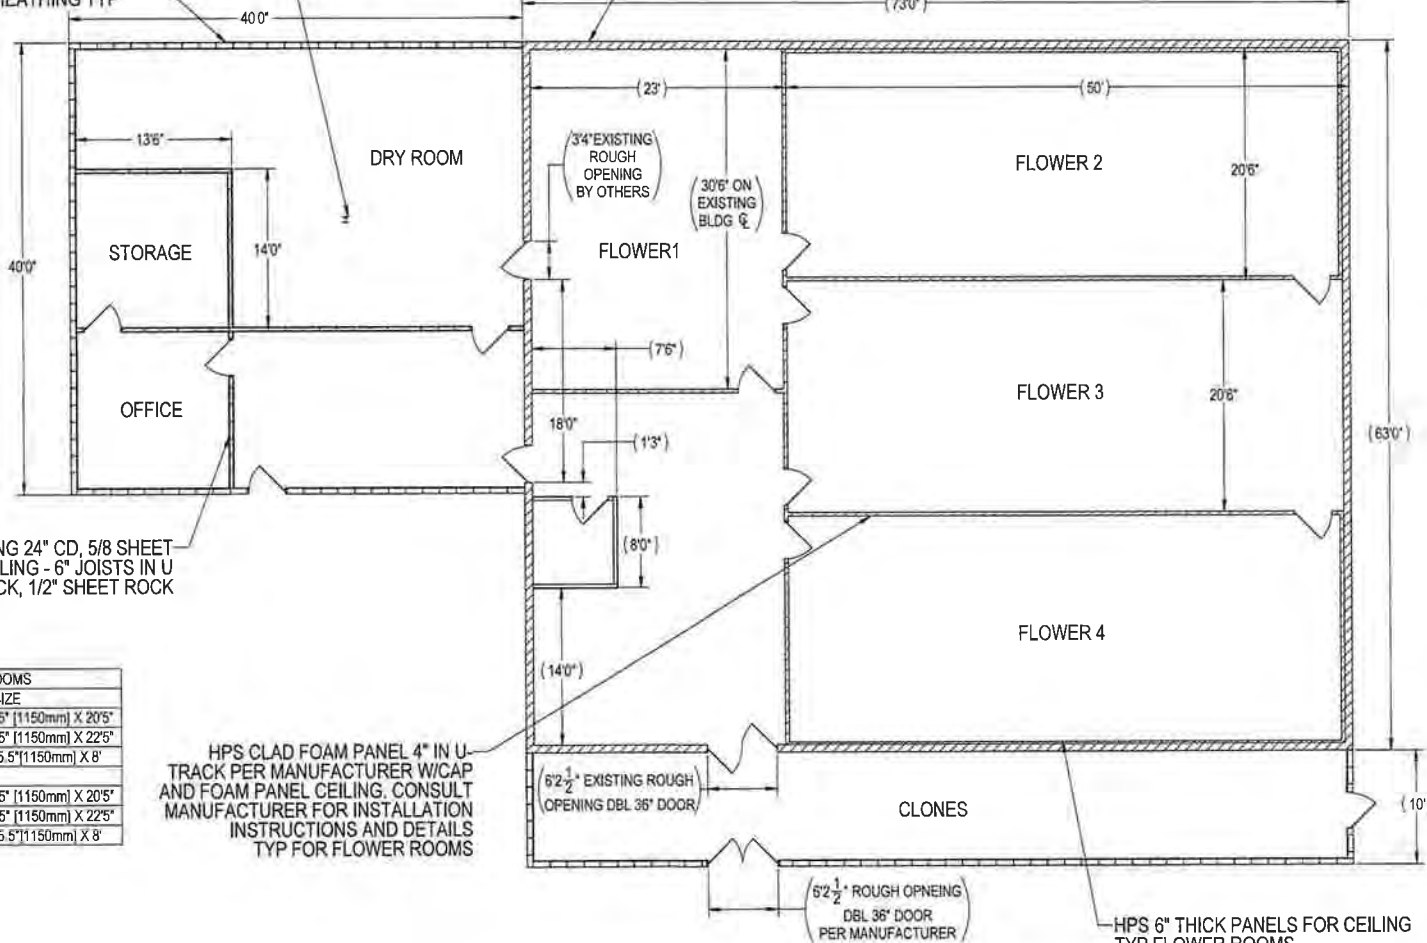 40'0"
(73'0")
(23')
(50')
13'6"
DRY ROOM
3'4" EXISTING
ROUGH
OPENING
BY OTHERS
30'6" ON
EXISTING
BLDG ℄
FLOWER 2
20'6"
STORAGE
14'0"
FLOWER1
40'0"
(7'6")
OFFICE
18'0"
(1'3")
FLOWER 3
20'6"
(63'0")
NG 24" CD, 5/8 SHEET
LING - 6" JOISTS IN U
CK, 1/2" SHEET ROCK
(8'0")
FLOWER 4
(14'0")
OOMS
IZE
5" [1150mm] X 20'5"
5" [1150mm] X 22'5"
5.5"[1150mm] X 8'
5" [1150mm] X 20'5"
5" [1150mm] X 22'5"
5.5"[1150mm] X 8'
HPS CLAD FOAM PANEL 4" IN U-
TRACK PER MANUFACTURER W/CAP
AND FOAM PANEL CEILING. CONSULT
MANUFACTURER FOR INSTALLATION
INSTRUCTIONS AND DETAILS
TYP FOR FLOWER ROOMS
6'2 1/2" EXISTING ROUGH
OPENING DBL 36" DOOR
CLONES
(10'
6'2 1/2" ROUGH OPNEING
DBL 36" DOOR
PER MANUFACTURER
HPS 6" THICK PANELS FOR CEILING
TYP FLOWER ROOMS